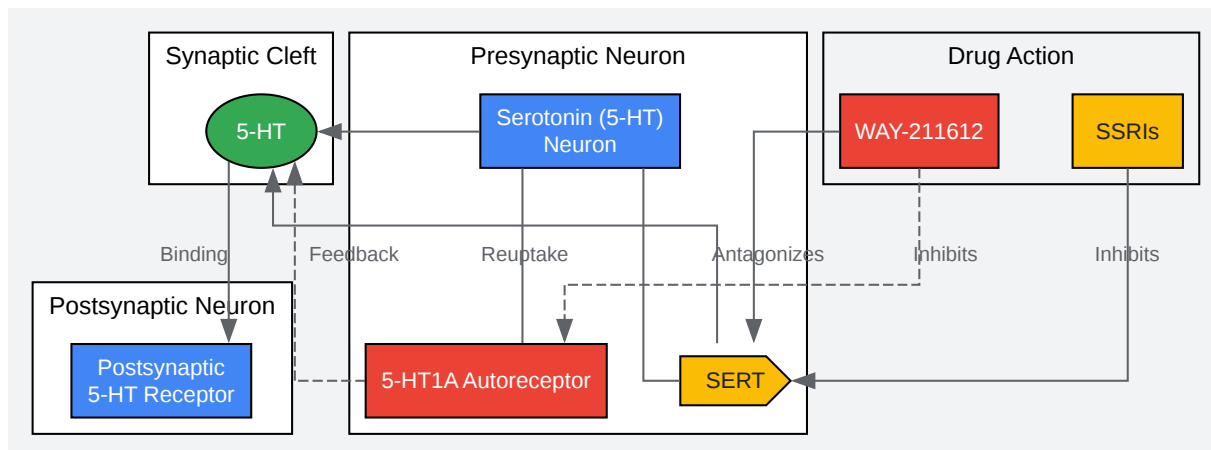 Synaptic Cleft
Presynaptic Neuron
Drug Action
5-HT
Serotonin (5-HT)
Neuron
WAY-211612
SSRIs
Binding
Feedback
Reuptake
Antagonizes
Inhibits
Inhibits
Postsynaptic Neuron
Postsynaptic
5-HT Receptor
5-HT1A Autoreceptor
SERT